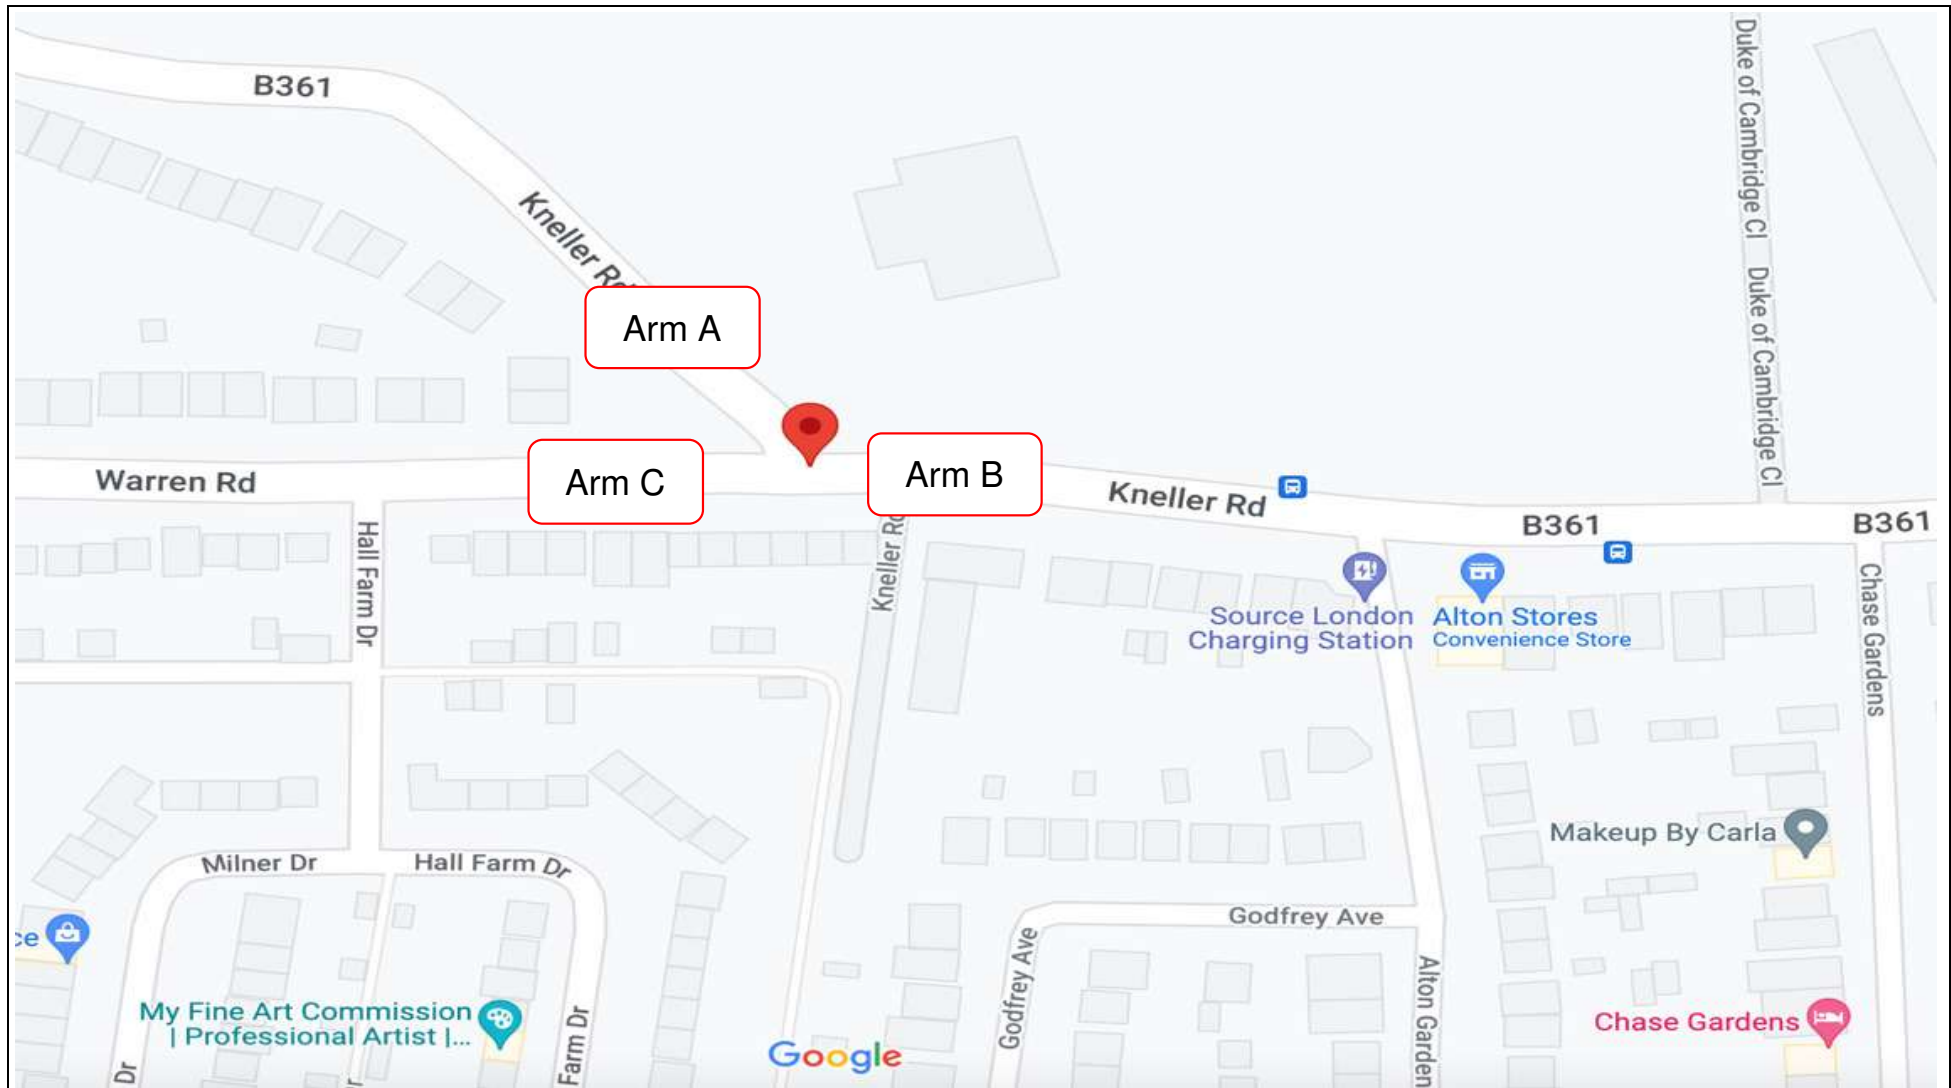 B361
Duke of Cambridge Cl
Kneller Rd
Duke of Cambridge Cl
Arm A
Arm B
Arm C
Warren Rd
Kneller Rd
B361
B361
Hall Farm Dr
Kneller Rd
Source London
Charging Station
Alton Stores
Convenience Store
Chase Gardens
Makeup By Carla
Milner Dr
Hall Farm Dr
Godfrey Ave
ce
Godfrey Ave
Alton Garden
My Fine Art Commission
| Professional Artist |...
Chase Gardens
Farm Dr
Dr
Google